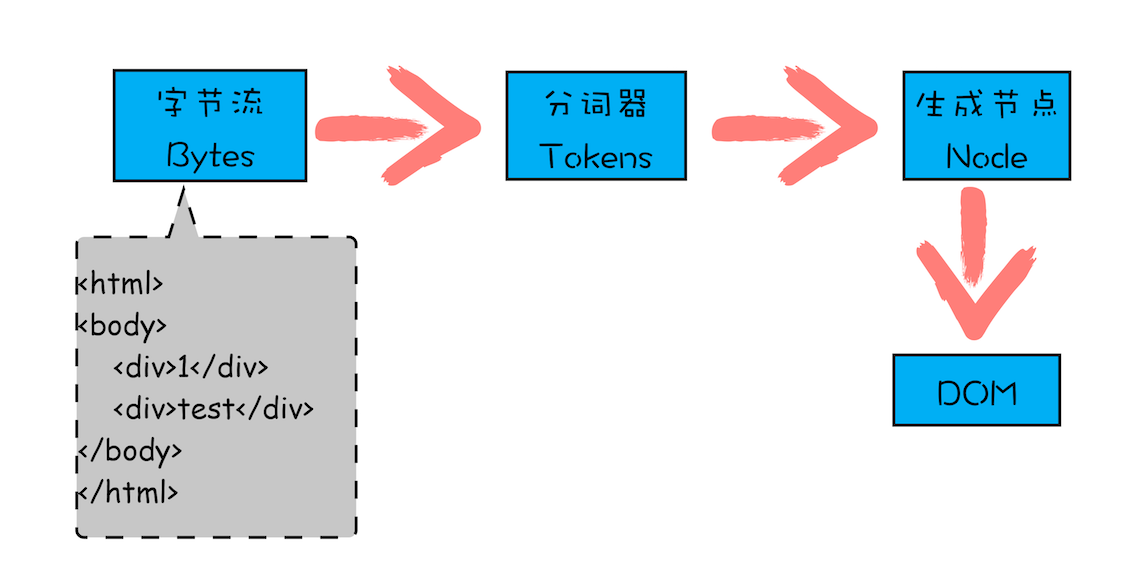 字节流
Bytes
分词器
Tokens
生成节点
Node
DOM
<html>
<body>
<div>1</div>
<div>test</div>
</body>
</html>